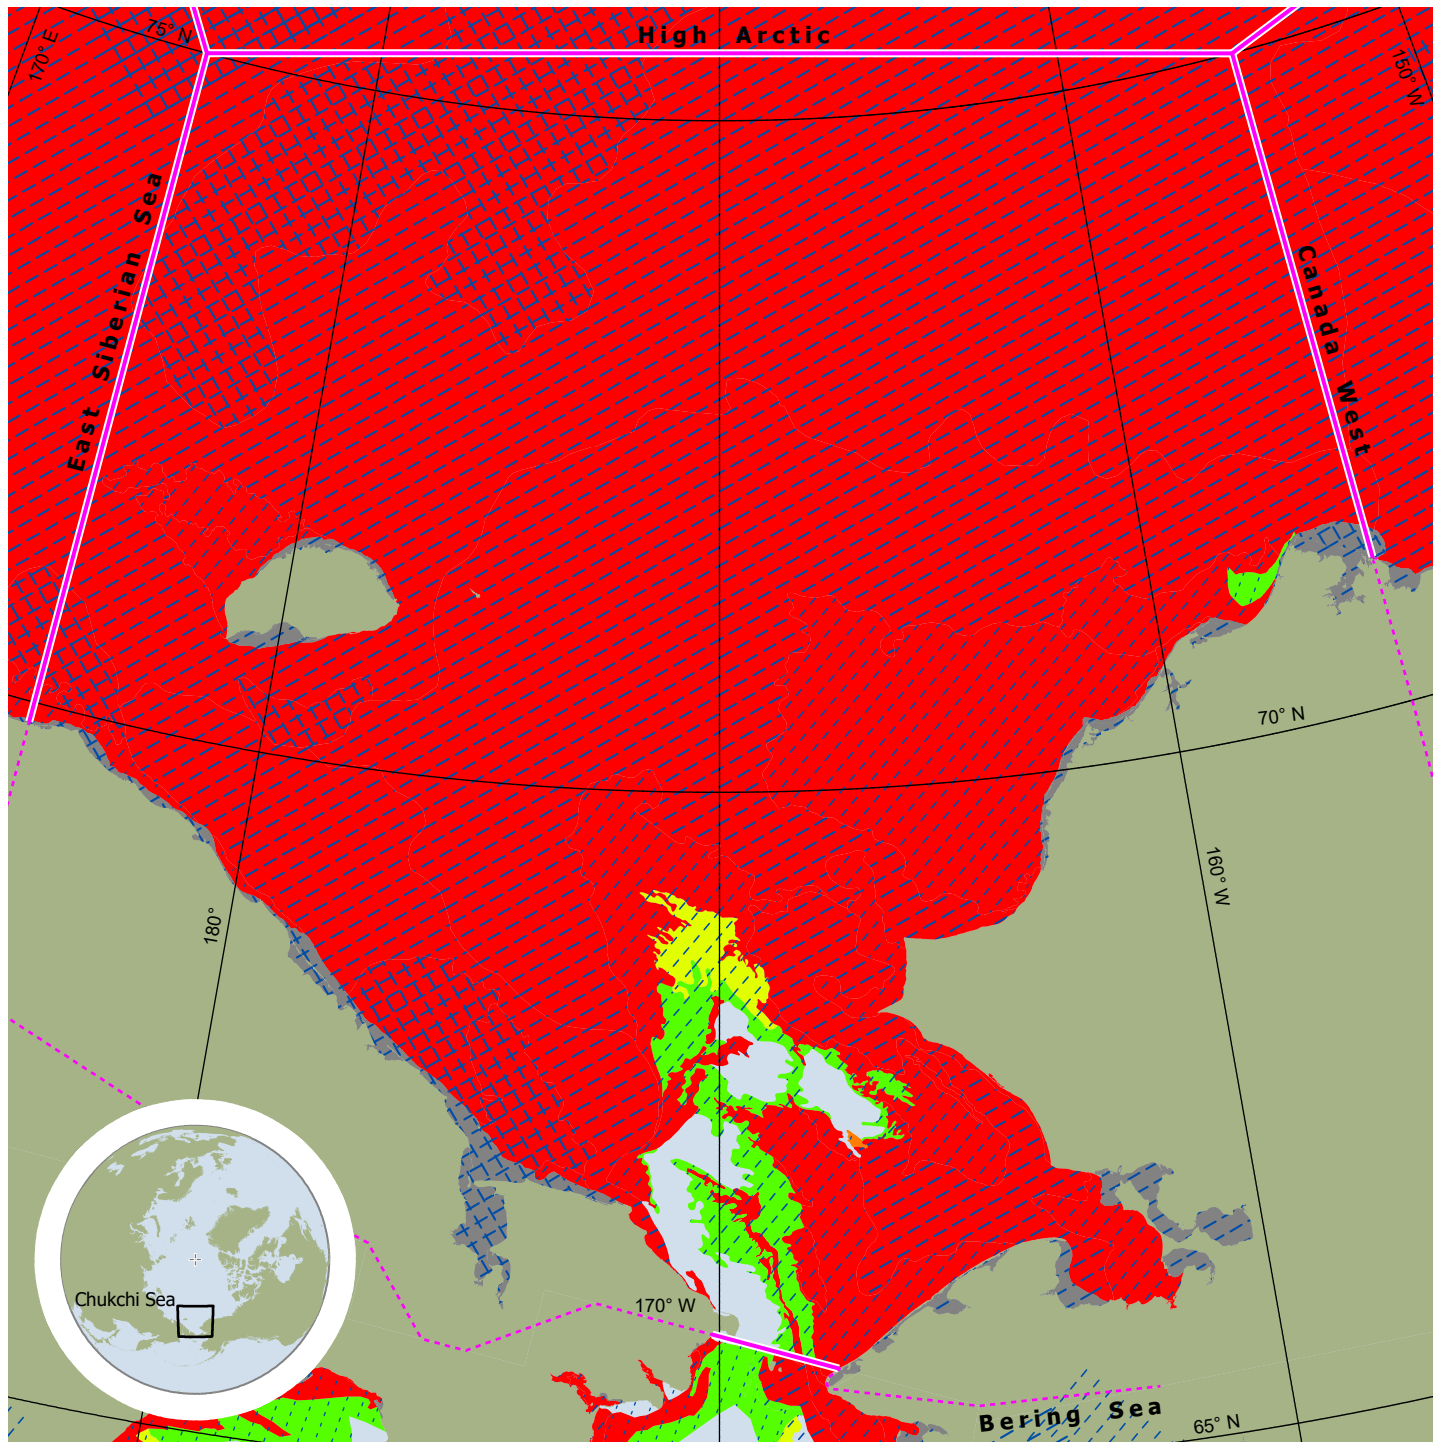 High Arctic
75° N
170° E
150° W
East Siberian Sea
Canada West
70° N
160° W
180°
Chukchi Sea
170° W
Bering Sea
65° N